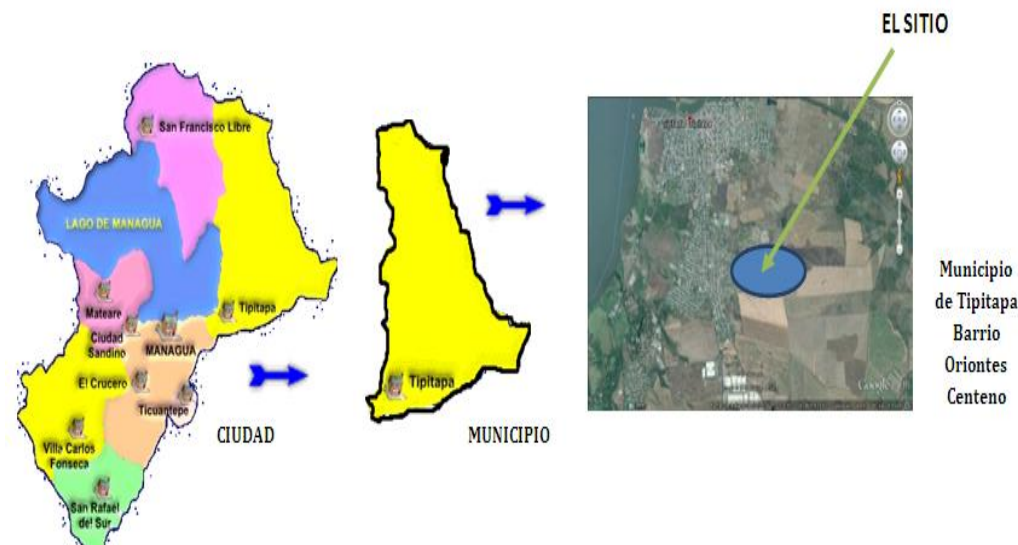 EL SITIO
San Francisco Libre
LAGO DE MANAGUA
Mateare
Ciudad
Sandino
MANAGUA
Tipitapa
El Crucero
Ticuantepe
Villa Carlos
Fonseca
San Rafael
del Sur
CIUDAD
Tipitapa
MUNICIPIO
Google
Municipio
de Tipitapa
Barrio
Oriontes
Centeno